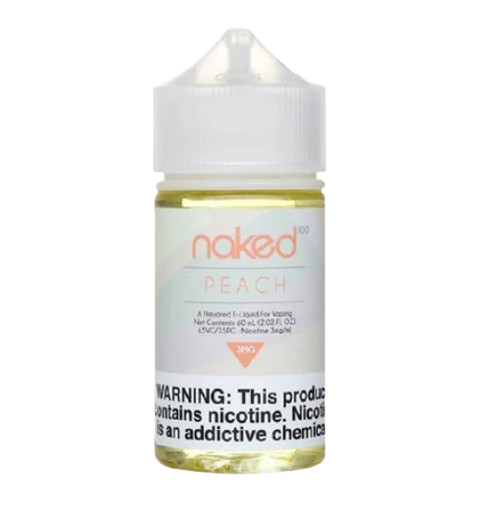 naked 100
PEACH
A Flavored E-Liquid For Vaping
Net Contents 60 mL (2.02 FL OZ)
65VG/35PG - Nicotine 3mg/mL
3MG
WARNING: This produc
contains nicotine. Nicoti
is an addictive chemica